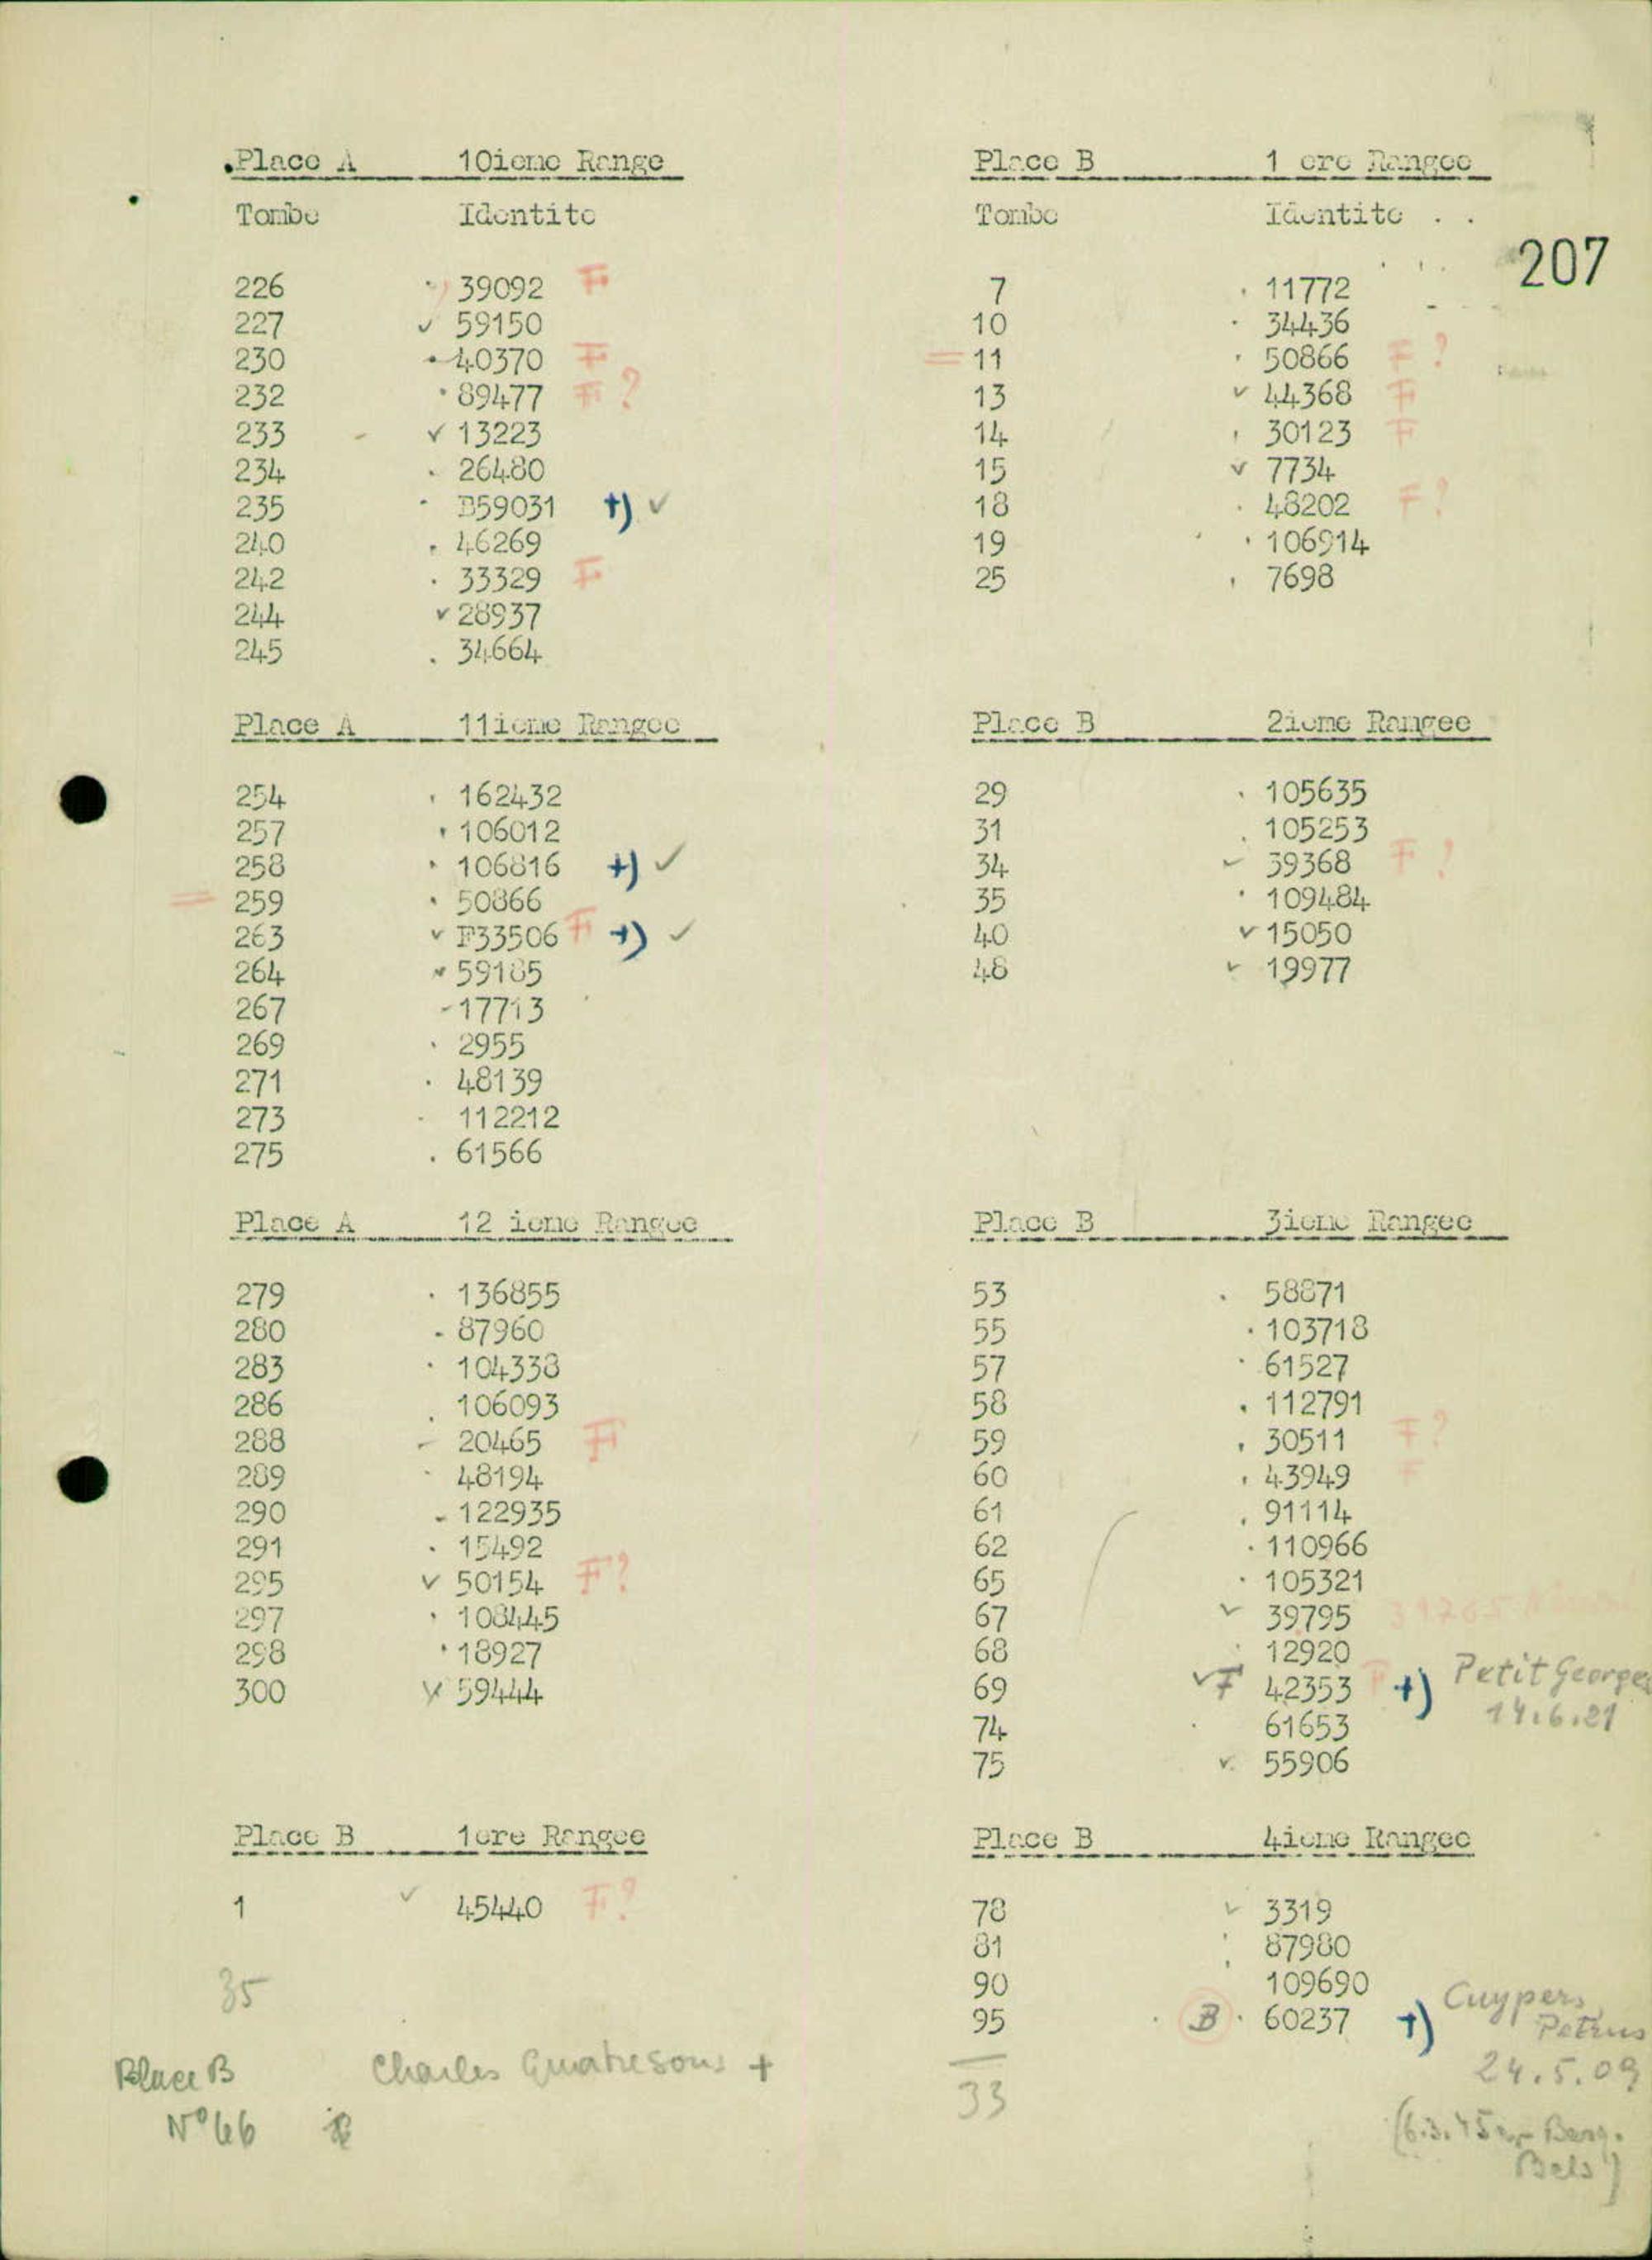 Place A 10ieme Range
Tombe Identite
226 39092 F
227 ✓ 59150
230 40370 F
232 89477 F ?
233 ✓ 13223
234 26480
235 B59031 +) ✓
240 46269
242 33329 F
244 ✓ 28937
245 34664
Place A 11ieme Rangee
254 162432
257 106012
258 106816 +) ✓
= 259 50866
263 ✓ F33506 F +) ✓
264 59185
267 -17713
269 2955
271 48139
273 112212
275 61566
Place A 12 ieme Rangee
279 136855
280 87960
283 104338
286 106093
288 20465 F
289 48194
290 122935
291 15492
295 ✓ 50154 F?
297 108445
298 18927
300 59444
Place B 1ere Rangee
1 ✓ 45440 F?
35
Place B Charles +
N°66
207
Place B 1 ere Rangee
Tombe Identite
7 11772
10 34436
= 11 50866 F ?
13 ✓ 44368 F
14 30123 F
15 ✓ 7734
18 48202 F ?
19 106914
25 7698
Place B 2ieme Rangee
29 105635
31 105253
34 39368 F ?
35 109484
40 ✓ 15050
48 ✓ 19977
Place B 3ieme Rangee
53 58871
55 103718
57 61527
58 112791
59 30511 F?
60 43949 F
61 91114
62 110966
65 105321
67 ✓ 39795
68 12920
69 ✓F 42353 F +) Petit Georges
14.6.21
74 61653
75 ✓ 55906
Place B 4ieme Rangee
78 ✓ 3319
81 87980
90 109690
95 B 60237 +) Cuypers
Petrus
24.5.09
33
(6.3.45 Berg.
Bels)